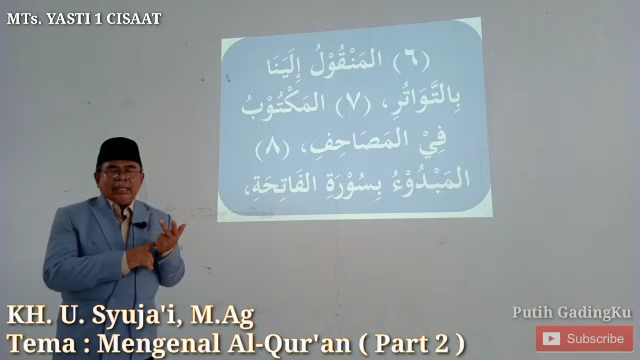 MTs. YASTI 1 CISAAT
(٦) المَنْقُوْلُ إِلَيْنَا
بِالتَّوَاتُرِ، (٧) المَكْتُوْبُ
فِيْ المَصَاحِفِ، (٨)
المَبْدُوْءُ بِسُوْرَةِ الفَاتِحَةِ،
KH. U. Syuja'i, M.Ag
Tema : Mengenal Al-Qur'an ( Part 2 )
Putih GadingKu
Subscribe